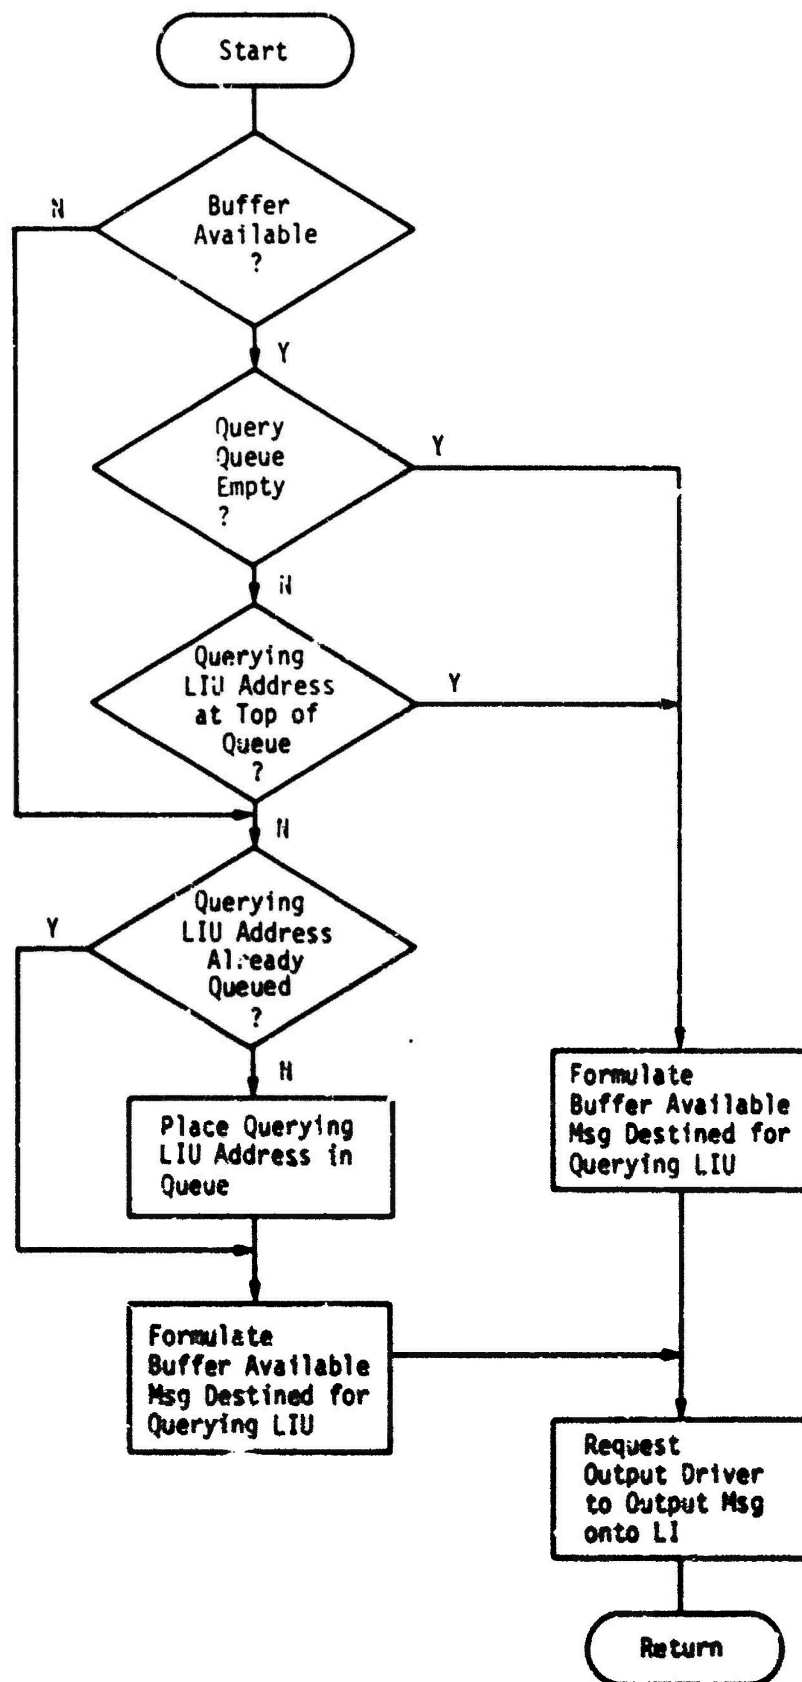 Start
N
Buffer
Available
?
Y
Query
Queue
Empty
?
Y
N
Querying
LIU Address
at Top of
Queue
?
Y
N
Querying
LIU Address
Already
Queued
?
Y
N
Place Querying
LIU Address in
Queue
Formulate
Buffer Available
Msg Destined for
Querying LIU
Formulate
Buffer Available
Msg Destined for
Querying LIU
Request
Output Driver
to Output Msg
onto LI
Return